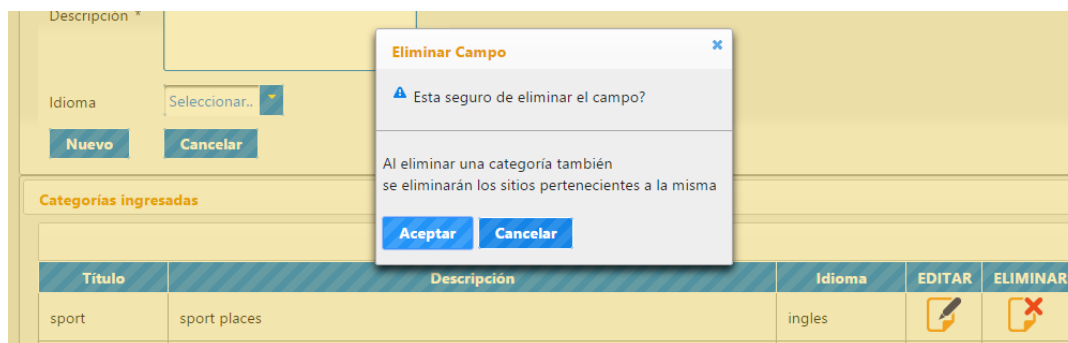 Descripción *
Eliminar Campo
Esta seguro de eliminar el campo?
Idioma
Seleccionar..
Nuevo
Cancelar
Al eliminar una categoría también
se eliminarán los sitios pertenecientes a la misma
Aceptar
Cancelar
Categorías ingresadas
Título Descripción Idioma EDITAR ELIMINAR
sport sport places ingles